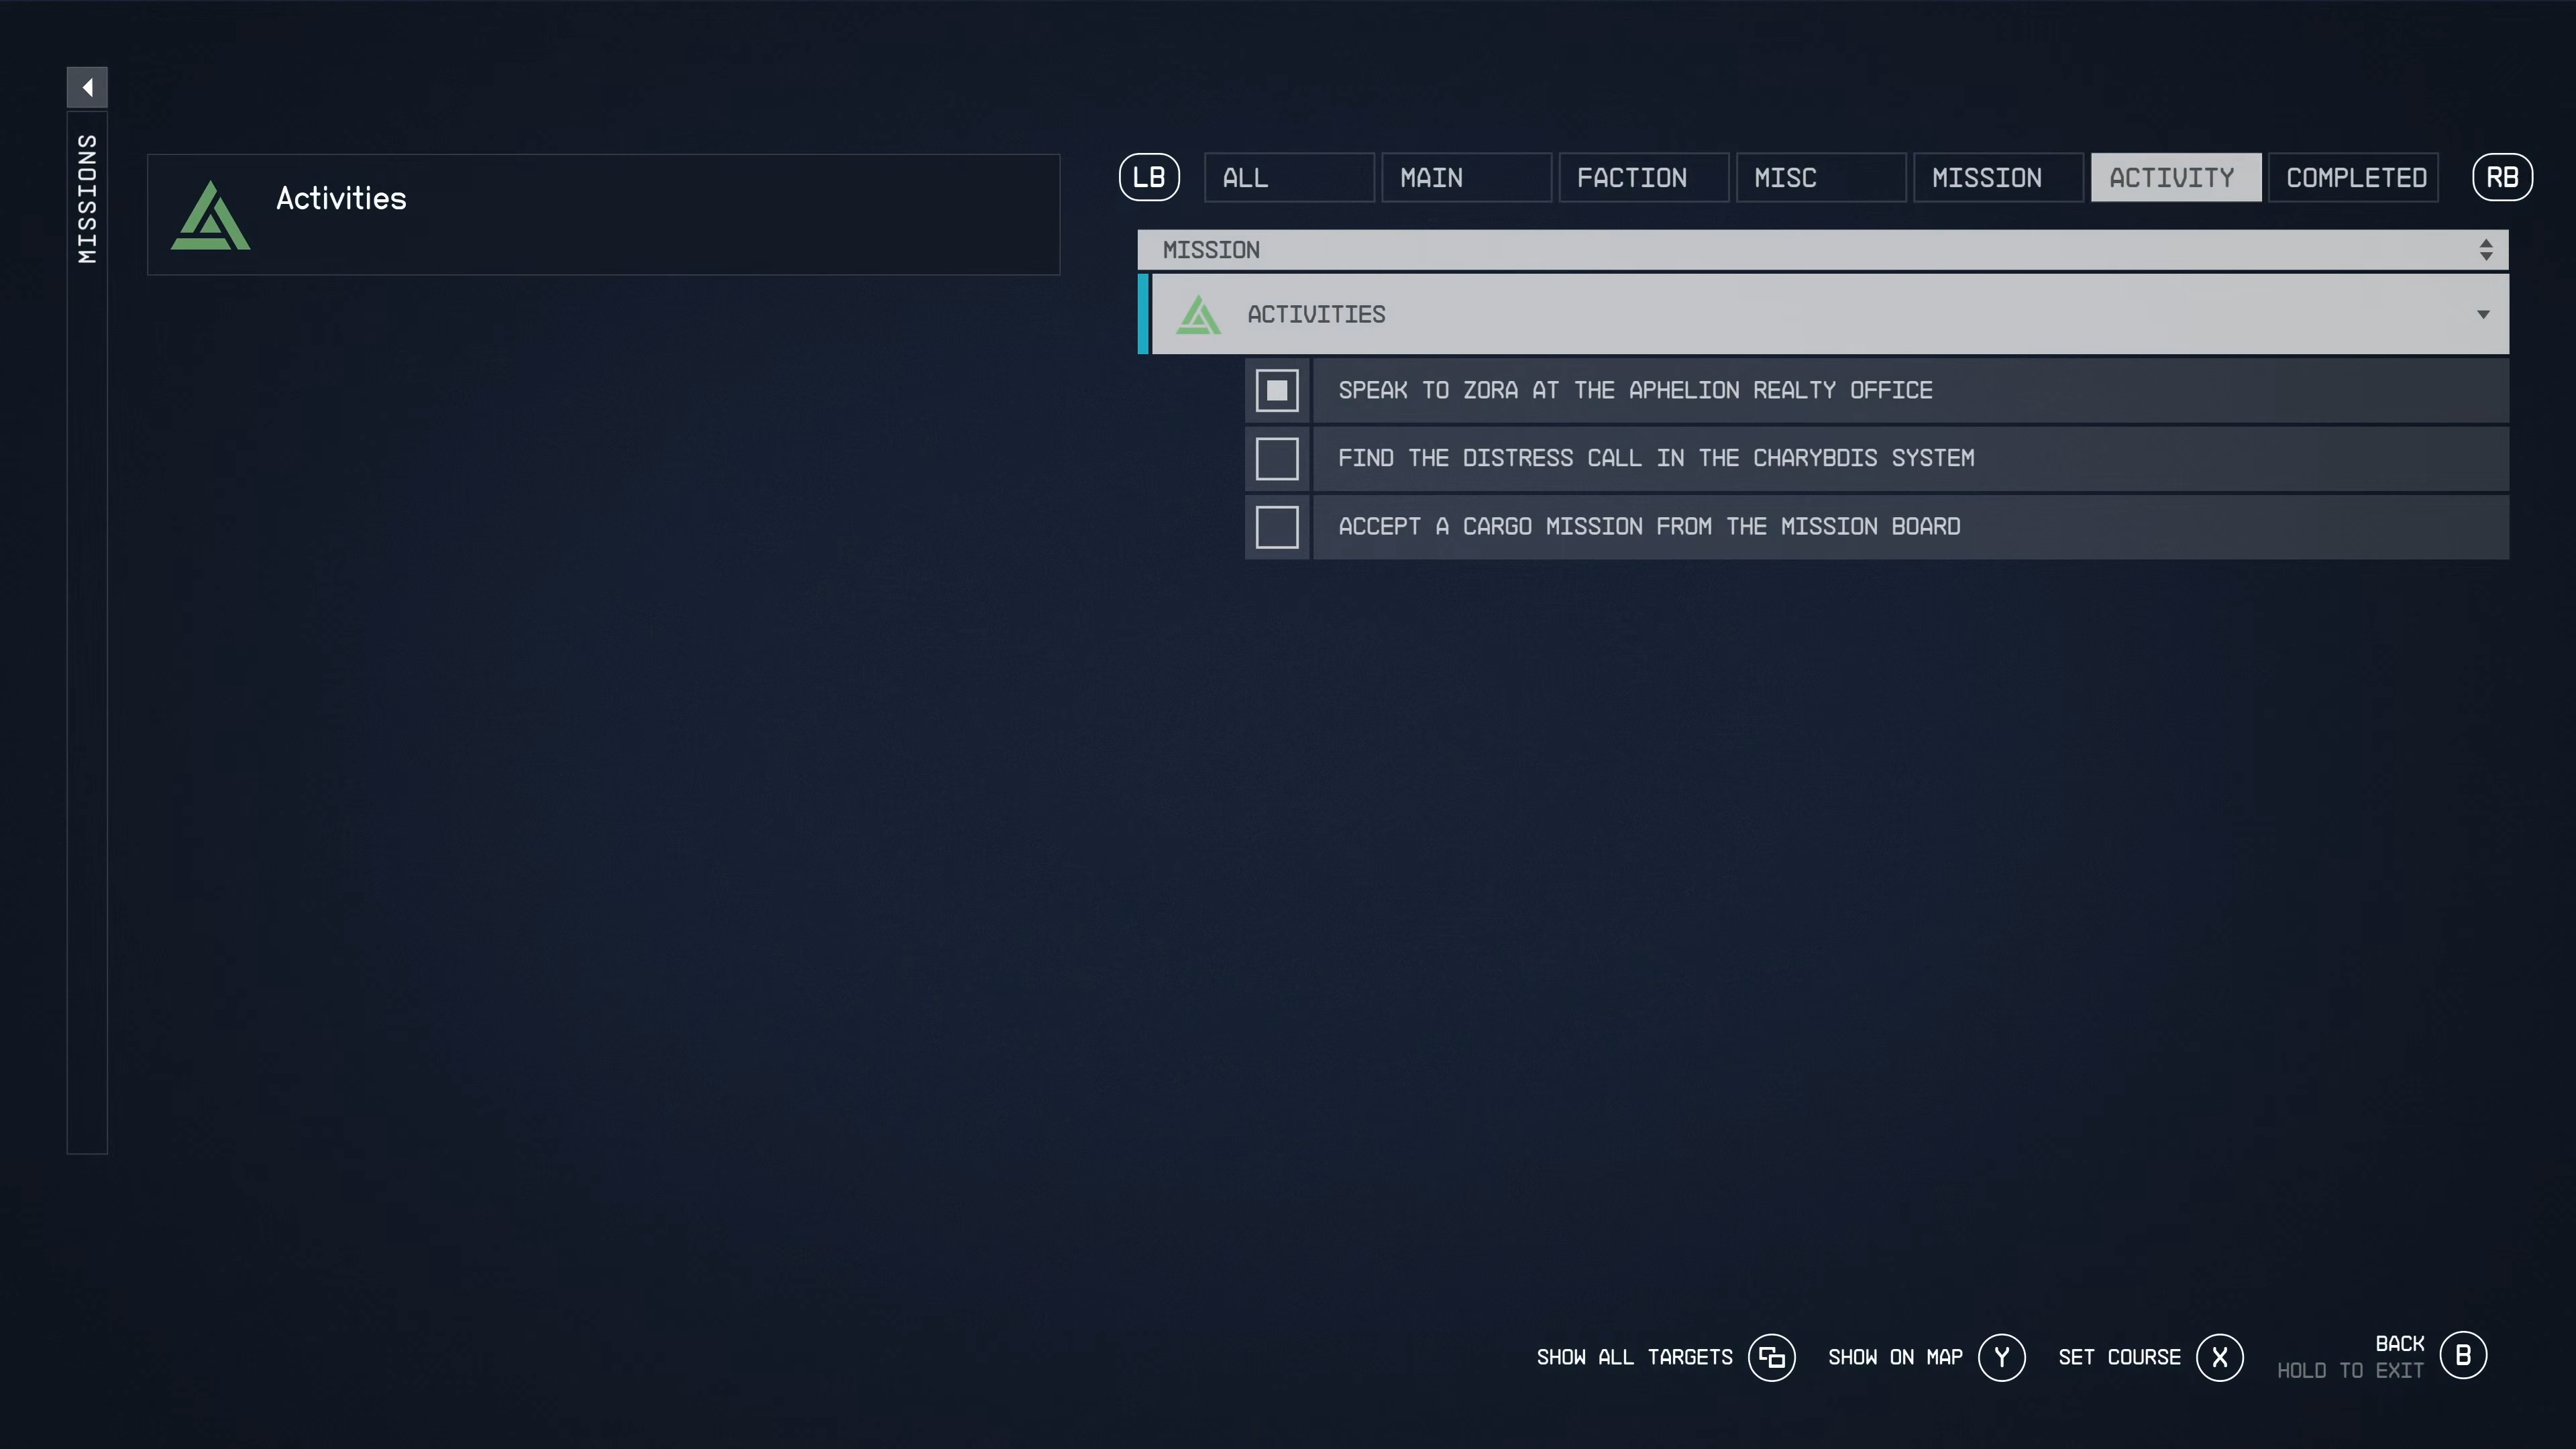 MISSIONS
Activities
LB ALL MAIN FACTION MISC MISSION ACTIVITY COMPLETED RB
MISSION
ACTIVITIES
SPEAK TO ZORA AT THE APHELION REALTY OFFICE
FIND THE DISTRESS CALL IN THE CHARYBDIS SYSTEM
ACCEPT A CARGO MISSION FROM THE MISSION BOARD
SHOW ALL TARGETS SHOW ON MAP Y SET COURSE X BACK B
HOLD TO EXIT